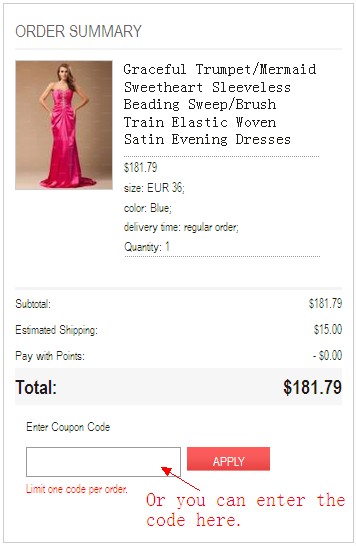 ORDER SUMMARY
Graceful Trumpet/Mermaid
Sweetheart Sleeveless
Beading Sweep/Brush
Train Elastic Woven
Satin Evening Dresses
$181.79
size: EUR 36;
color: Blue;
delivery time: regular order;
Quantity: 1
Subtotal: $181.79
Estimated Shipping: $15.00
Pay with Points: - $0.00
Total: $181.79
Enter Coupon Code
APPLY
Limit one code per order.
Or you can enter the
code here.